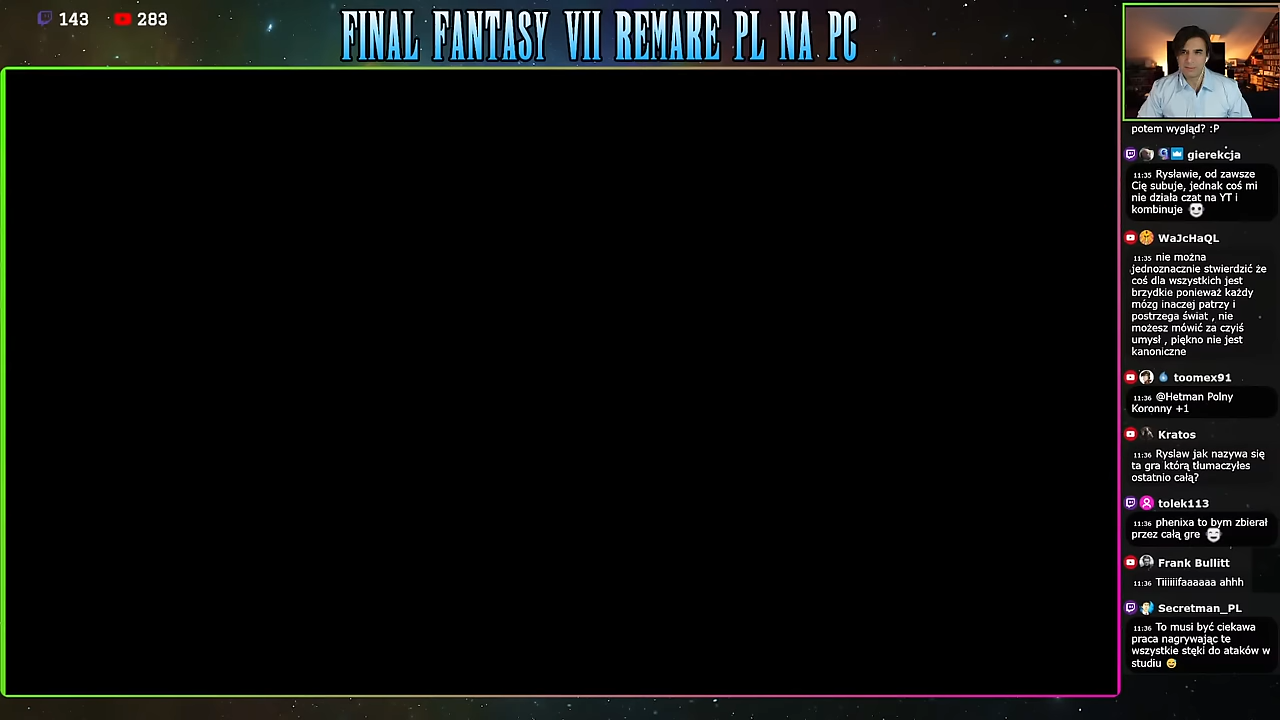 143 283
FINAL FANTASY VII REMAKE PL NA PC
potem wygląd? :P
gierekcja
11:35 Rysławie, od zawsze
Cię subuje, jednak coś mi
nie działa czat na YT i
kombinuje
WaJcHaQL
11:35 nie można
jednoznacznie stwierdzić że
coś dla wszystkich jest
brzydkie ponieważ każdy
mózg inaczej patrzy i
postrzega świat , nie
możesz mówić za czyiś
umysł , piękno nie jest
kanoniczne
toomex91
11:36 @Hetman Polny
Koronny +1
Kratos
11:36 Ryslaw jak nazywa się
ta gra którą tłumaczyłes
ostatnio całą?
tolek113
11:36 phenixa to bym zbierał
przez całą gre
Frank Bullitt
11:36 Tiiiiiifaaaaaa ahhh
Secretman_PL
11:36 To musi być ciekawa
praca nagrywając te
wszystkie stęki do ataków w
studiu